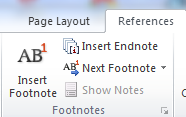 Page Layout References
AB1
Insert
Footnote
Insert Endnote
AB1 Next Footnote
Show Notes
Footnotes